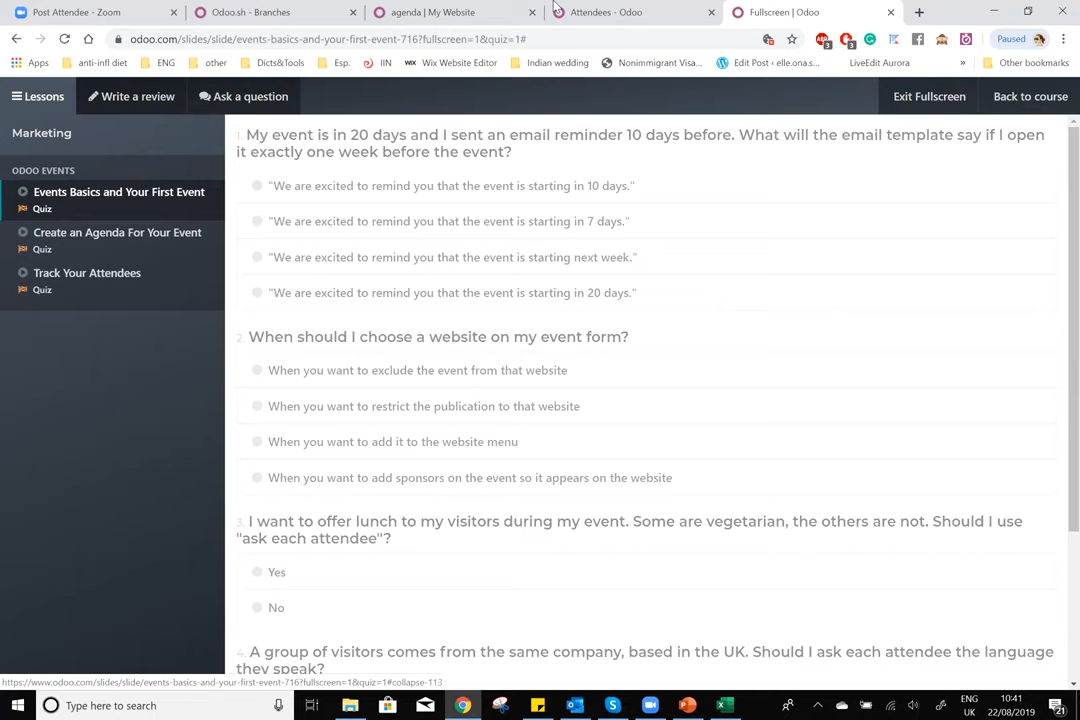 Post Attendee - Zoom
Odoo.sh - Branches
agenda | My Website
Attendees - Odoo
Fullscreen | Odoo
odoo.com/slides/slide/events-basics-and-your-first-event-716?fullscreen=1&quiz=1#
3
3
Paused
Apps
anti-infl diet
ENG
other
Dicts&Tools
Esp.
IIN
WIX Wix Website Editor
Indian wedding
Nonimmigrant Visa...
Edit Post ‹ elle.ona.s...
LiveEdit Aurora
»
Other bookmarks
Lessons
Write a review
Ask a question
Exit Fullscreen
Back to course
Marketing
ODOO EVENTS
Events Basics and Your First Event
Quiz
Create an Agenda For Your Event
Quiz
Track Your Attendees
Quiz
1. My event is in 20 days and I sent an email reminder 10 days before. What will the email template say if I open
it exactly one week before the event?
"We are excited to remind you that the event is starting in 10 days."
"We are excited to remind you that the event is starting in 7 days."
"We are excited to remind you that the event is starting next week."
"We are excited to remind you that the event is starting in 20 days."
2. When should I choose a website on my event form?
When you want to exclude the event from that website
When you want to restrict the publication to that website
When you want to add it to the website menu
When you want to add sponsors on the event so it appears on the website
3. I want to offer lunch to my visitors during my event. Some are vegetarian, the others are not. Should I use
"ask each attendee"?
Yes
No
4. A group of visitors comes from the same company, based in the UK. Should I ask each attendee the language
they speak?
https://www.odoo.com/slides/slide/events-basics-and-your-first-event-716?fullscreen=1&quiz=1#collapse-113
Type here to search
ENG
UK
10:41
22/08/2019
21